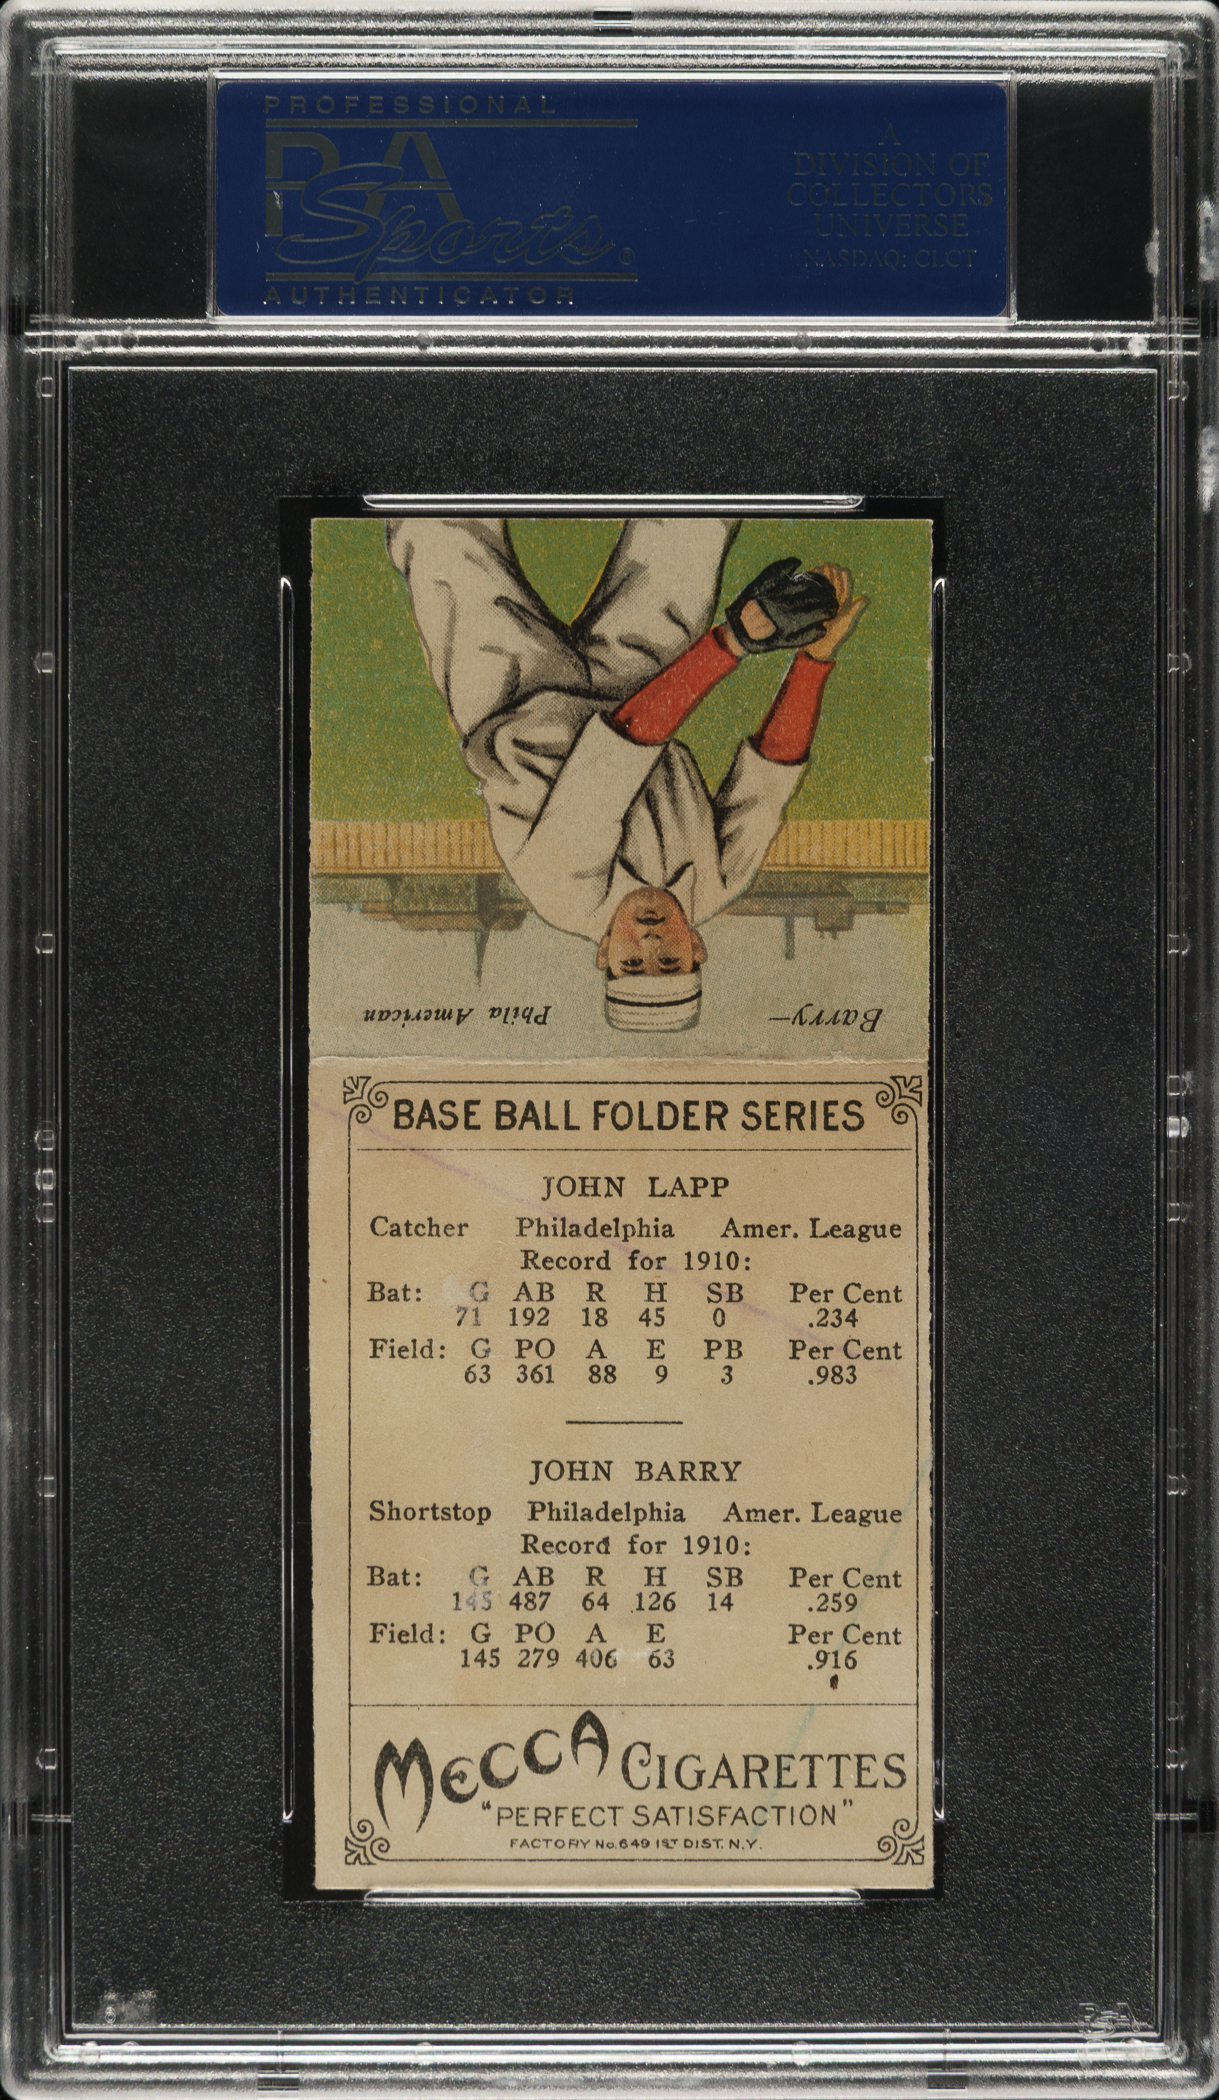 PROFESSIONAL
PSA
Sports®
AUTHENTICATOR
A
DIVISION OF
COLLECTORS
UNIVERSE
NASDAQ: CLCT
Barry— Phila American
BASE BALL FOLDER SERIES
JOHN LAPP
Catcher Philadelphia Amer. League
Record for 1910:
Bat: G AB R H SB Per Cent
71 192 18 45 0 .234
Field: G PO A E PB Per Cent
63 361 88 9 3 .983
JOHN BARRY
Shortstop Philadelphia Amer. League
Record for 1910:
Bat: G AB R H SB Per Cent
145 487 64 126 14 .259
Field: G PO A E Per Cent
145 279 406 63 .916
MECCA CIGARETTES
"PERFECT SATISFACTION"
FACTORY No. 649 1ST DIST. N.Y.
PSA